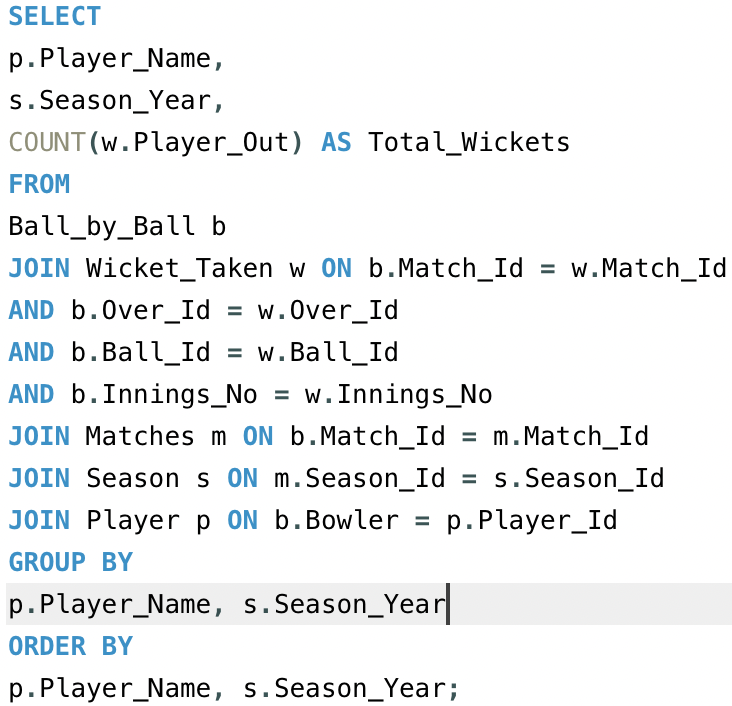 SELECT
p.Player_Name,
s.Season_Year,
COUNT(w.Player_Out) AS Total_Wickets
FROM
Ball_by_Ball b
JOIN Wicket_Taken w ON b.Match_Id = w.Match_Id
AND b.Over_Id = w.Over_Id
AND b.Ball_Id = w.Ball_Id
AND b.Innings_No = w.Innings_No
JOIN Matches m ON b.Match_Id = m.Match_Id
JOIN Season s ON m.Season_Id = s.Season_Id
JOIN Player p ON b.Bowler = p.Player_Id
GROUP BY
p.Player_Name, s.Season_Year
ORDER BY
p.Player_Name, s.Season_Year;